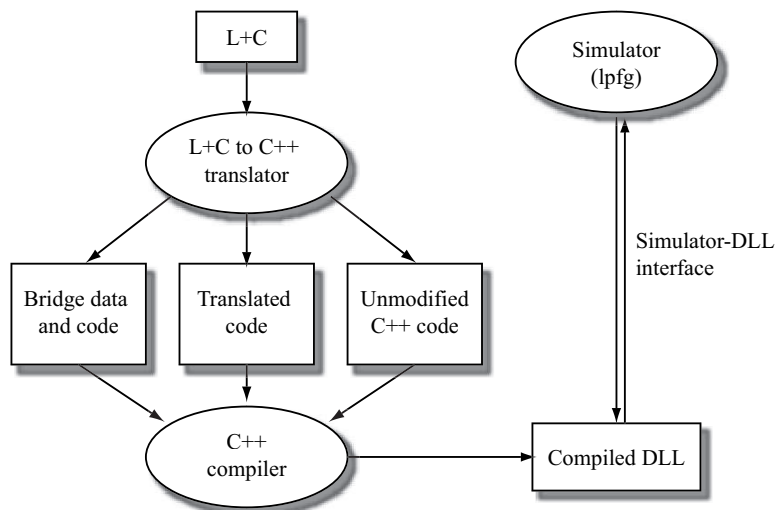 L+C
Simulator
(lpfg)
L+C to C++
translator
Simulator-DLL
interface
Bridge data
and code
Translated
code
Unmodified
C++ code
C++
compiler
Compiled DLL